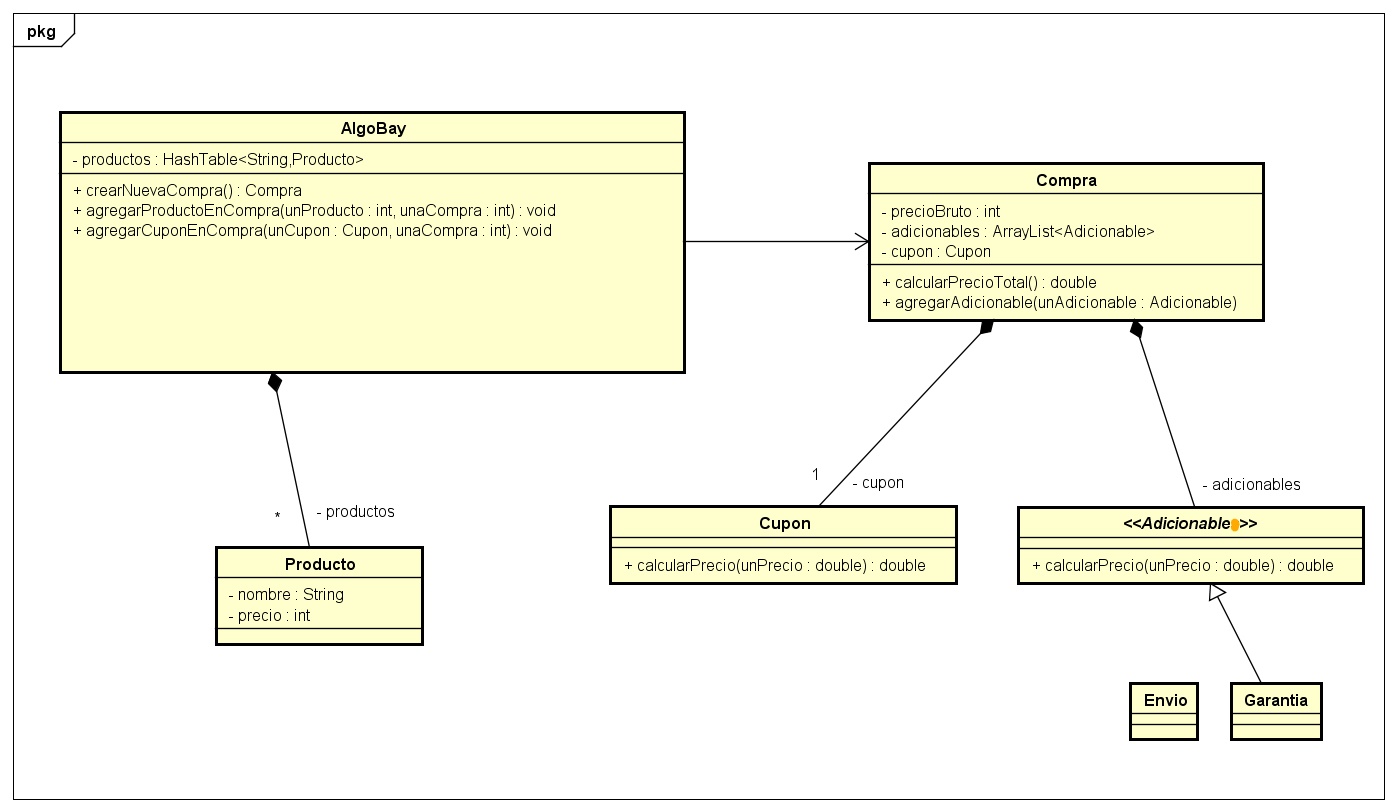 pkg
AlgoBay
- productos : HashTable<String,Producto>
+ crearNuevaCompra() : Compra
+ agregarProductoEnCompra(unProducto : int, unaCompra : int) : void
+ agregarCuponEnCompra(unCupon : Cupon, unaCompra : int) : void
Compra
- precioBruto : int
- adicionables : ArrayList<Adicionable>
- cupon : Cupon
+ calcularPrecioTotal() : double
+ agregarAdicionable(unAdicionable : Adicionable)
1
- cupon
- adicionables
*
- productos
Cupon
+ calcularPrecio(unPrecio : double) : double
<<Adicionable>>
+ calcularPrecio(unPrecio : double) : double
Producto
- nombre : String
- precio : int
Envio
Garantia